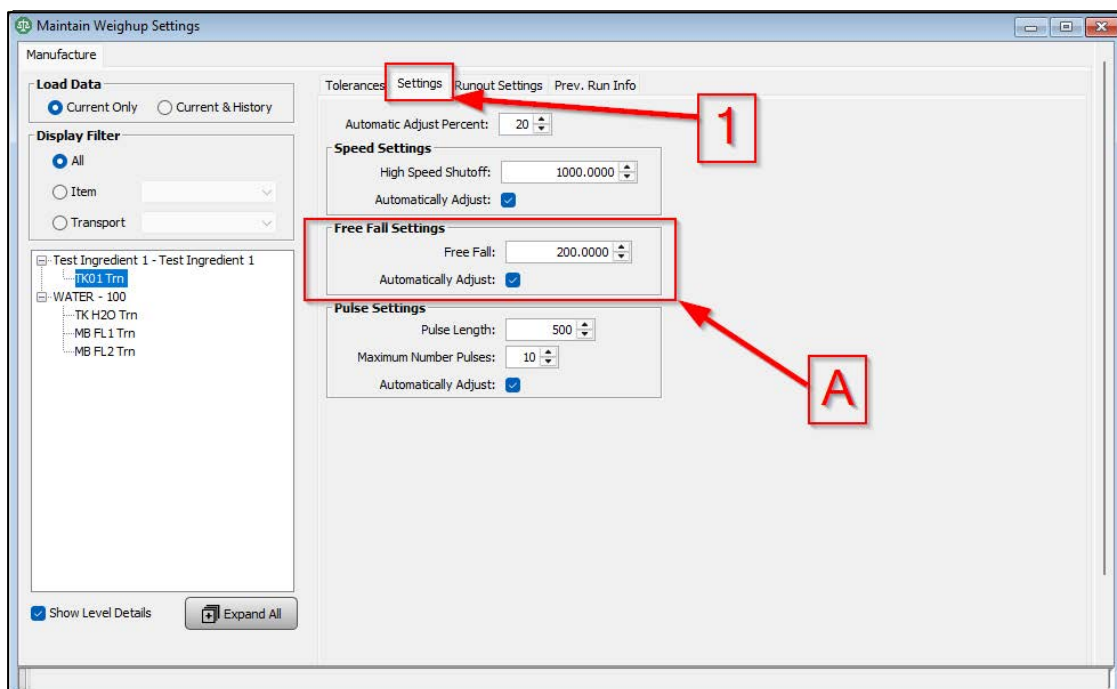 Maintain Weighup Settings
Manufacture
Load Data
Current Only Current & History
Display Filter
All
Item
Transport
Test Ingredient 1 - Test Ingredient 1
TK01 Trn
WATER - 100
TK H2O Trn
MB FL1 Trn
MB FL2 Trn
Show Level Details Expand All
Tolerances Settings Runout Settings Prev. Run Info
Automatic Adjust Percent: 20
Speed Settings
High Speed Shutoff: 1000.0000
Automatically Adjust:
Free Fall Settings
Free Fall: 200.0000
Automatically Adjust:
Pulse Settings
Pulse Length: 500
Maximum Number Pulses: 10
Automatically Adjust:
1
A